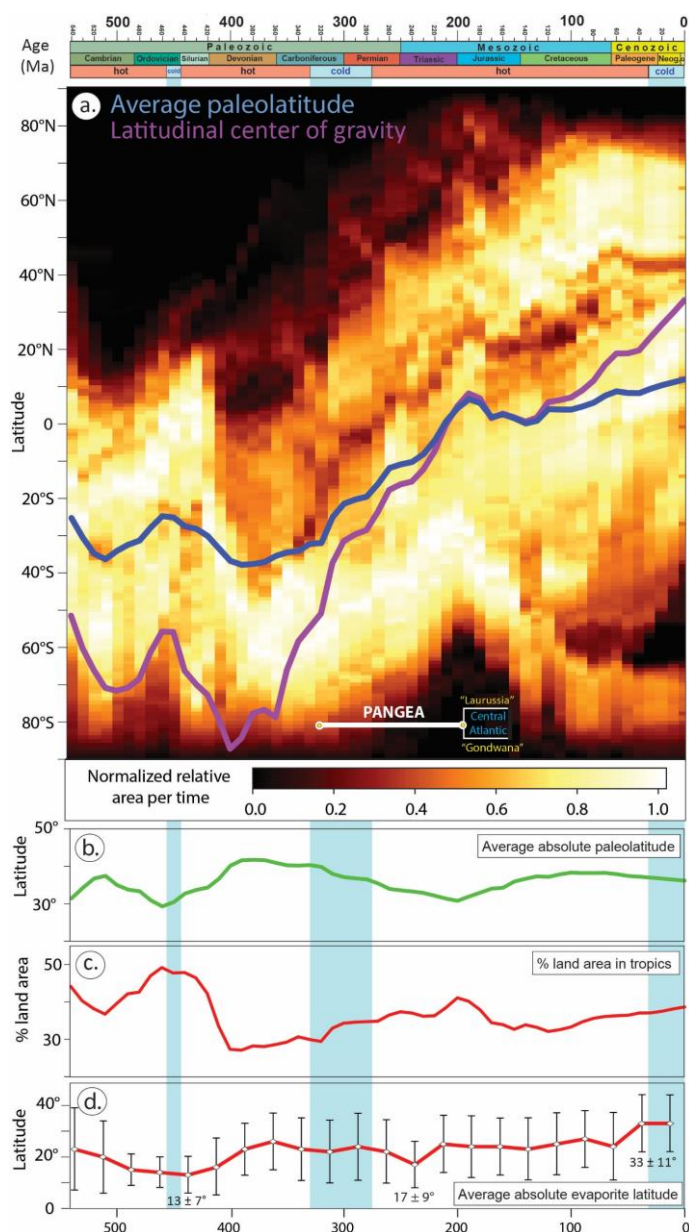 500 400 300 200 100 0
Age
(Ma)
Paleozoic Mesozoic Cenozoic
Cambrian Ordovician Silurian Devonian Carboniferous Permian Triassic Jurassic Cretaceous Paleogene Neog.
hot cold hot cold hot cold
a. Average paleolatitude
Latitudinal center of gravity
80°N
60°N
40°N
20°N
0
20°S
40°S
60°S
80°S
Latitude
PANGEA
"Laurussia"
Central
Atlantic
"Gondwana"
Normalized relative
area per time
0.0 0.2 0.4 0.6 0.8 1.0
b.
50°
30°
Latitude
Average absolute paleolatitude
c.
50
30
% land area
% land area in tropics
d.
40°
20°
0
Latitude
13 ± 7°
17 ± 9°
33 ± 11°
Average absolute evaporite latitude
500 400 300 200 100 0